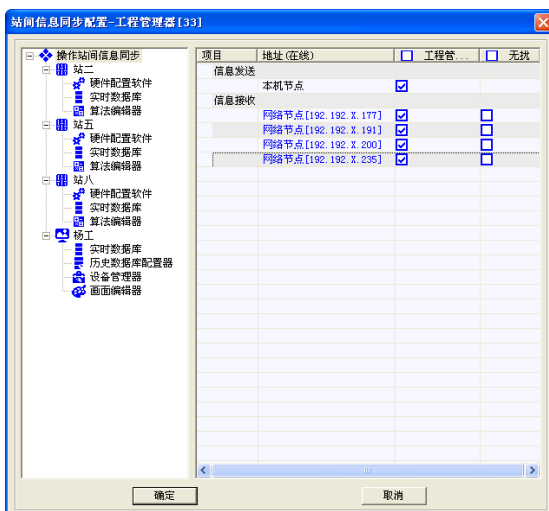 站间信息同步配置-工程管理器[33]
操作站间信息同步
站二
硬件配置软件
实时数据库
算法编辑器
站五
硬件配置软件
实时数据库
算法编辑器
站八
硬件配置软件
实时数据库
算法编辑器
杨工
实时数据库
历史数据库配置器
设备管理器
画面编辑器
项目 地址(在线) 工程管... 无扰
信息发送
本机节点
信息接收
网络节点[192.192.X.177]
网络节点[192.192.X.191]
网络节点[192.192.X.200]
网络节点[192.192.X.235]
确定 取消